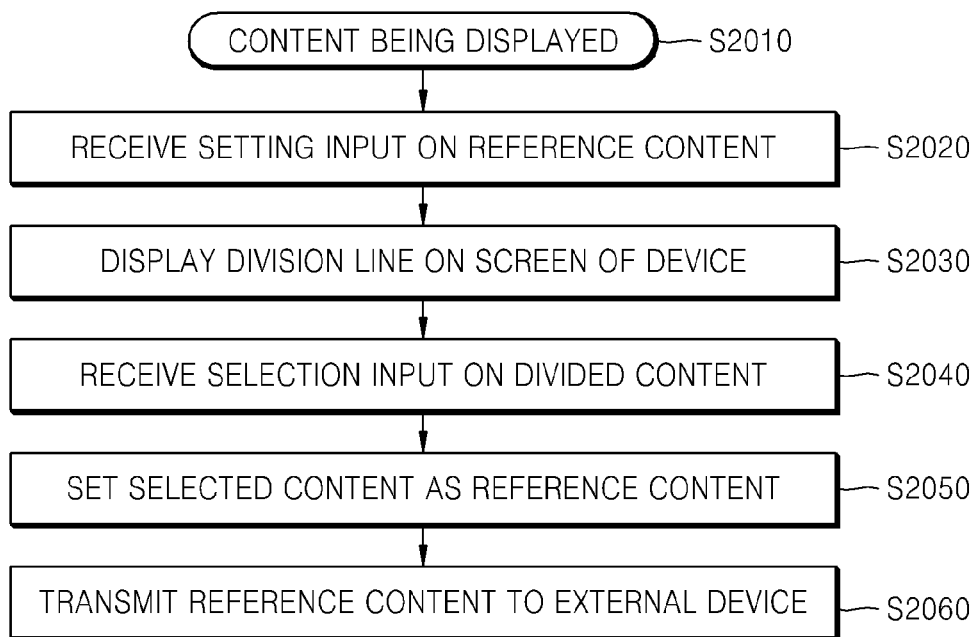 CONTENT BEING DISPLAYED S2010
RECEIVE SETTING INPUT ON REFERENCE CONTENT S2020
DISPLAY DIVISION LINE ON SCREEN OF DEVICE S2030
RECEIVE SELECTION INPUT ON DIVIDED CONTENT S2040
SET SELECTED CONTENT AS REFERENCE CONTENT S2050
TRANSMIT REFERENCE CONTENT TO EXTERNAL DEVICE S2060